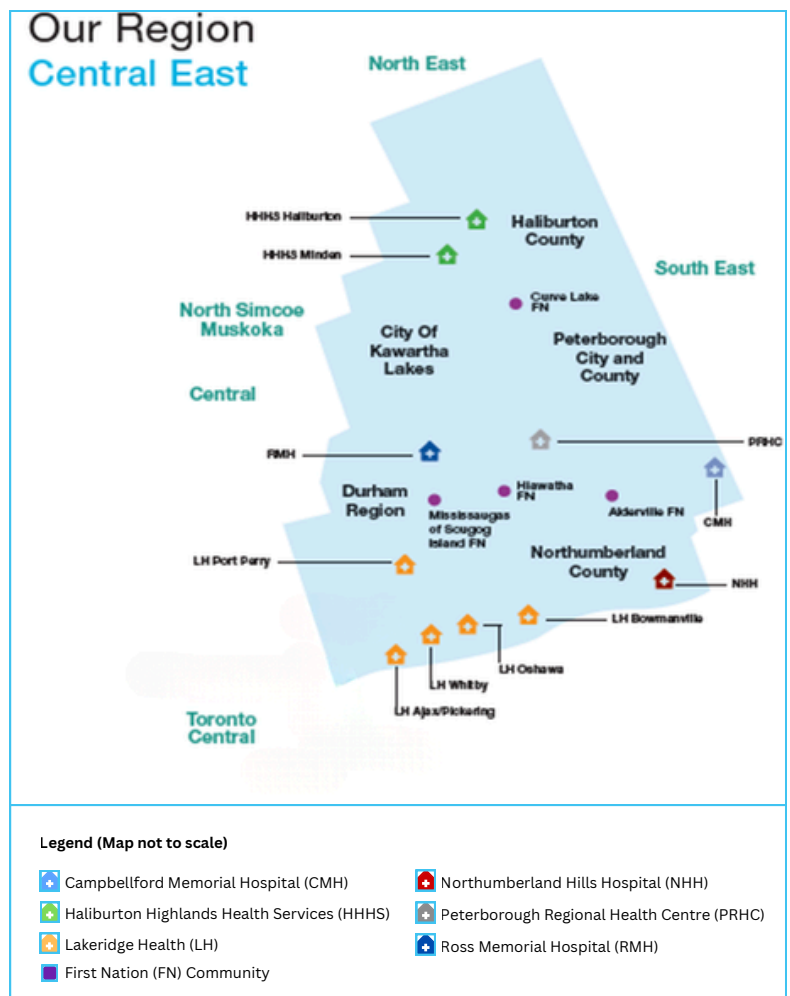 Our Region
Central East
North East
HHHS Haliburton
Haliburton
County
HHHS Minden
South East
Curve Lake
FN
North Simcoe
Muskoka
City Of
Kawartha
Lakes
Peterborough
City and
County
Central
PRHC
RMH
Durham
Region
Hiawatha
FN
Mississaugas
of Scugog
Island FN
Alderville FN
CMH
Northumberland
County
LH Port Perry
NHH
LH Bowmanville
LH Oshawa
LH Whitby
LH Ajax/Pickering
Toronto
Central
Legend (Map not to scale)
Campbellford Memorial Hospital (CMH)
Haliburton Highlands Health Services (HHHS)
Lakeridge Health (LH)
First Nation (FN) Community
Northumberland Hills Hospital (NHH)
Peterborough Regional Health Centre (PRHC)
Ross Memorial Hospital (RMH)